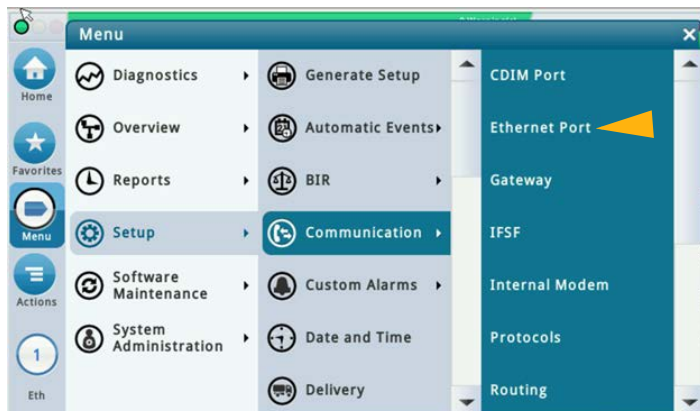 Menu
Home
Favorites
Menu
Actions
1
Eth
Diagnostics
Overview
Reports
Setup
Software
Maintenance
System
Administration
Generate Setup
Automatic Events
BIR
Communication
Custom Alarms
Date and Time
Delivery
CDIM Port
Ethernet Port
Gateway
IFSF
Internal Modem
Protocols
Routing